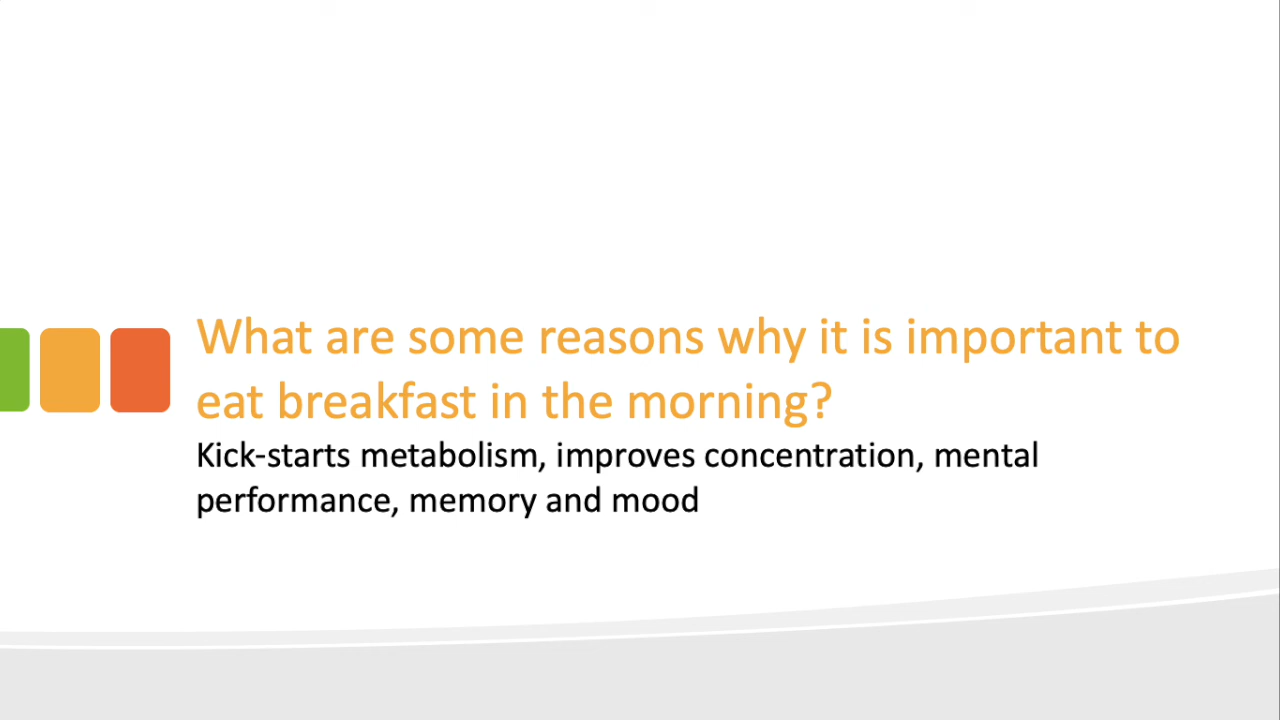 What are some reasons why it is important to
eat breakfast in the morning?
Kick-starts metabolism, improves concentration, mental
performance, memory and mood